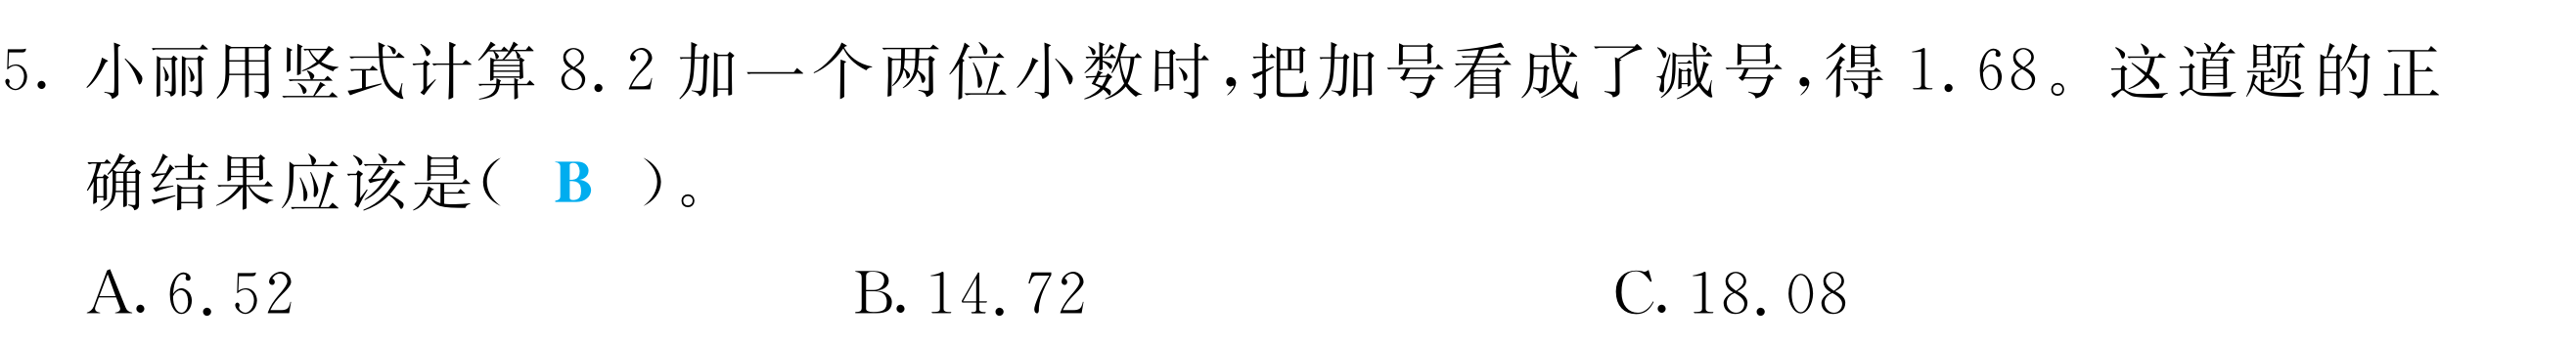 5. 小丽用竖式计算 8.2 加一个两位小数时,把加号看成了减号,得 1.68。这道题的正
确结果应该是( B )。
A. 6.52 B. 14.72 C. 18.08